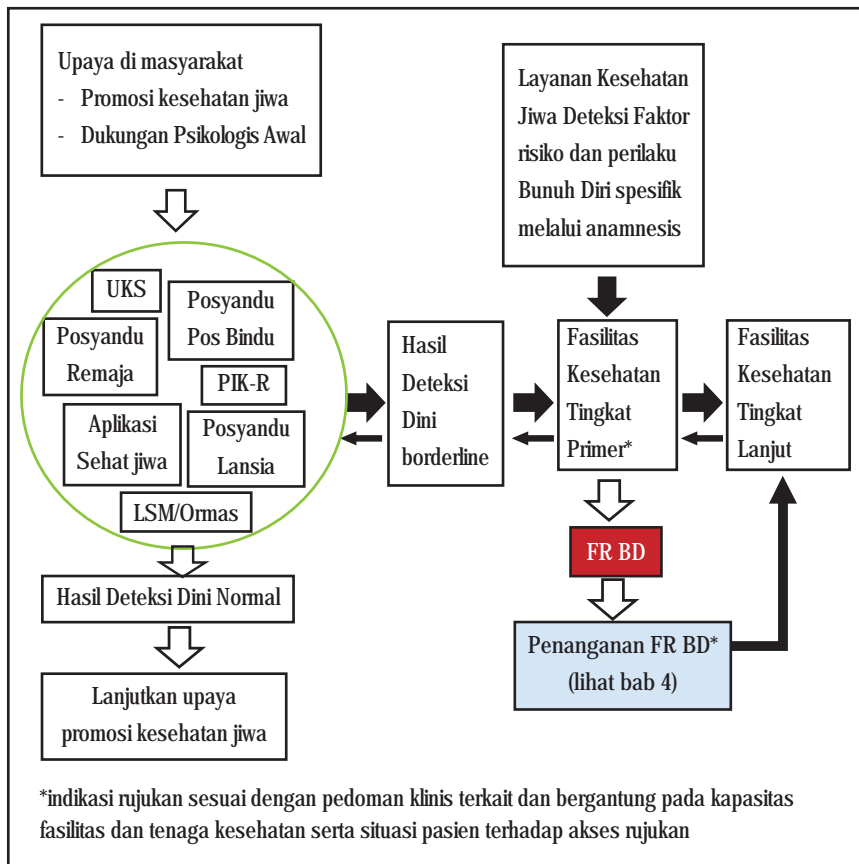 Upaya di masyarakat
- Promosi kesehatan jiwa
- Dukungan Psikologis Awal
UKS
Posyandu
Pos Bindu
Posyandu
Remaja
PIK-R
Aplikasi
Sehat jiwa
Posyandu
Lansia
LSM/Ormas
Hasil Deteksi Dini Normal
Lanjutkan upaya
promosi kesehatan jiwa
Hasil
Deteksi
Dini
borderline
Layanan Kesehatan
Jiwa Deteksi Faktor
risiko dan perilaku
Bunuh Diri spesifik
melalui anamnesis
Fasilitas
Kesehatan
Tingkat
Primer*
Fasilitas
Kesehatan
Tingkat
Lanjut
FR BD
Penanganan FR BD*
(lihat bab 4)
*indikasi rujukan sesuai dengan pedoman klinis terkait dan bergantung pada kapasitas
fasilitas dan tenaga kesehatan serta situasi pasien terhadap akses rujukan